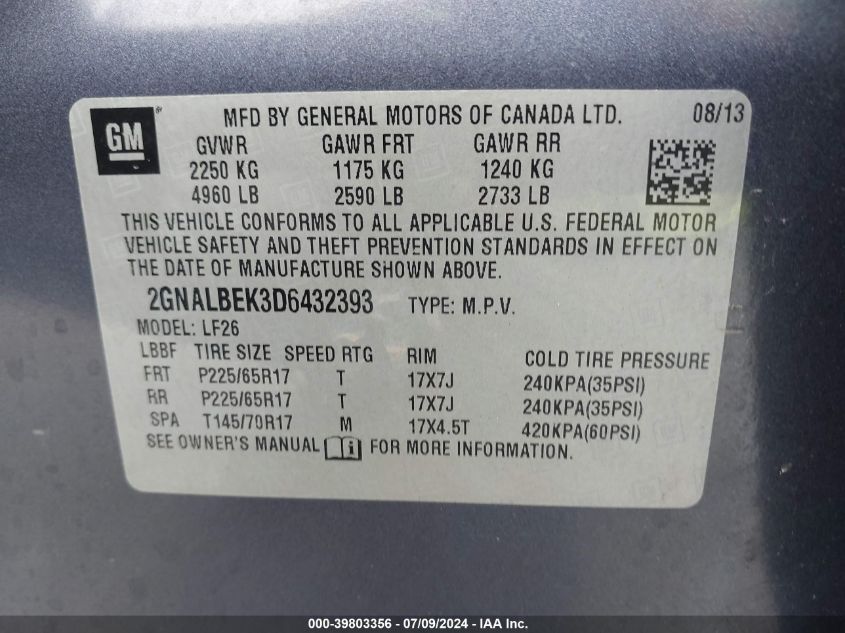 GM
MFD BY GENERAL MOTORS OF CANADA LTD. 08/13
GVWR GAWR FRT GAWR RR
2250 KG 1175 KG 1240 KG
4960 LB 2590 LB 2733 LB
THIS VEHICLE CONFORMS TO ALL APPLICABLE U.S. FEDERAL MOTOR
VEHICLE SAFETY AND THEFT PREVENTION STANDARDS IN EFFECT ON
THE DATE OF MANUFACTURE SHOWN ABOVE.
2GNALBEK3D6432393 TYPE: M.P.V.
MODEL: LF26
LBBF TIRE SIZE SPEED RTG RIM COLD TIRE PRESSURE
FRT P225/65R17 T 17X7J 240KPA(35PSI)
RR P225/65R17 T 17X7J 240KPA(35PSI)
SPA T145/70R17 M 17X4.5T 420KPA(60PSI)
SEE OWNER'S MANUAL FOR MORE INFORMATION.
000-39803356 / 07/09/2024 - IAA Inc.